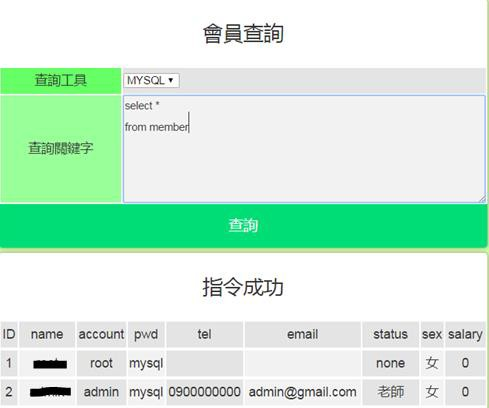 會員查詢
查詢工具 MYSQL
查詢關鍵字 select *
from member
查詢
指令成功
ID name account pwd tel email status sex salary
1 root mysql none 女 0
2 admin mysql 0900000000 admin@gmail.com 老師 女 0